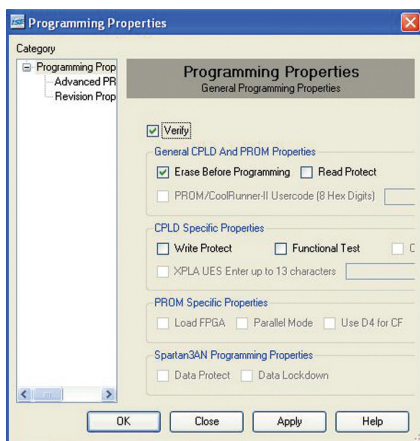 Programming Properties
Category
Programming Prop
Advanced PR
Revision Prop
Programming Properties
General Programming Properties
Verify
General CPLD And PROM Properties
Erase Before Programming Read Protect
PROM/CoolRunner-II Usercode (8 Hex Digits)
CPLD Specific Properties
Write Protect Functional Test
XPLA UES Enter up to 13 characters
PROM Specific Properties
Load FPGA Parallel Mode Use D4 for CF
Spartan3AN Programming Properties
Data Protect Data Lockdown
OK Close Apply Help